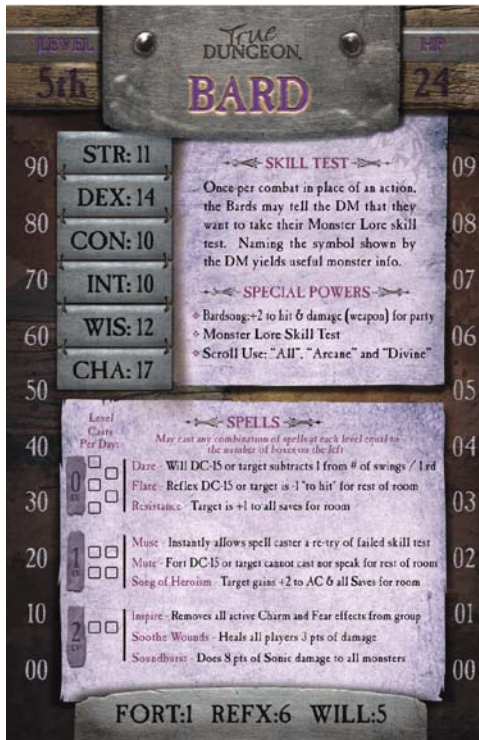 True
DUNGEON
LEVEL
HP
5th
BARD
24
STR: 11
DEX: 14
CON: 10
INT: 10
WIS: 12
CHA: 17
SKILL TEST
Once per combat in place of an action,
the Bards may tell the DM that they
want to take their Monster Lore skill
test. Naming the symbol shown by
the DM yields useful monster info.
SPECIAL POWERS
Bardsong:+2 to hit & damage (weapon) for party
Monster Lore Skill Test
Scroll Use: "All", "Arcane" and "Divine"
90
80
70
60
50
40
30
20
10
00
09
08
07
06
05
04
03
02
01
00
Level
Casts
Per Day:
SPELLS
May cast any combination of spells at each level equal to
the number of boxes on the left
0
LV
Dare - Will DC-15 or target subtracts 1 from # of swings / 1 rd
Flare - Reflex DC-15 or target is -1 "to hit" for rest of room
Resistance - Target is +1 to all saves for room
1
LV
Muse - Instantly allows spell caster a re-try of failed skill test
Mute - Fort DC-15 or target cannot cast nor speak for rest of room
Song of Heroism - Target gains +2 to AC & all Saves for room
2
LV
Inspire - Removes all active Charm and Fear effects from group
Soothe Wounds - Heals all players 3 pts of damage
Soundburst - Does 8 pts of Sonic damage to all monsters
FORT:1 REFX:6 WILL:5